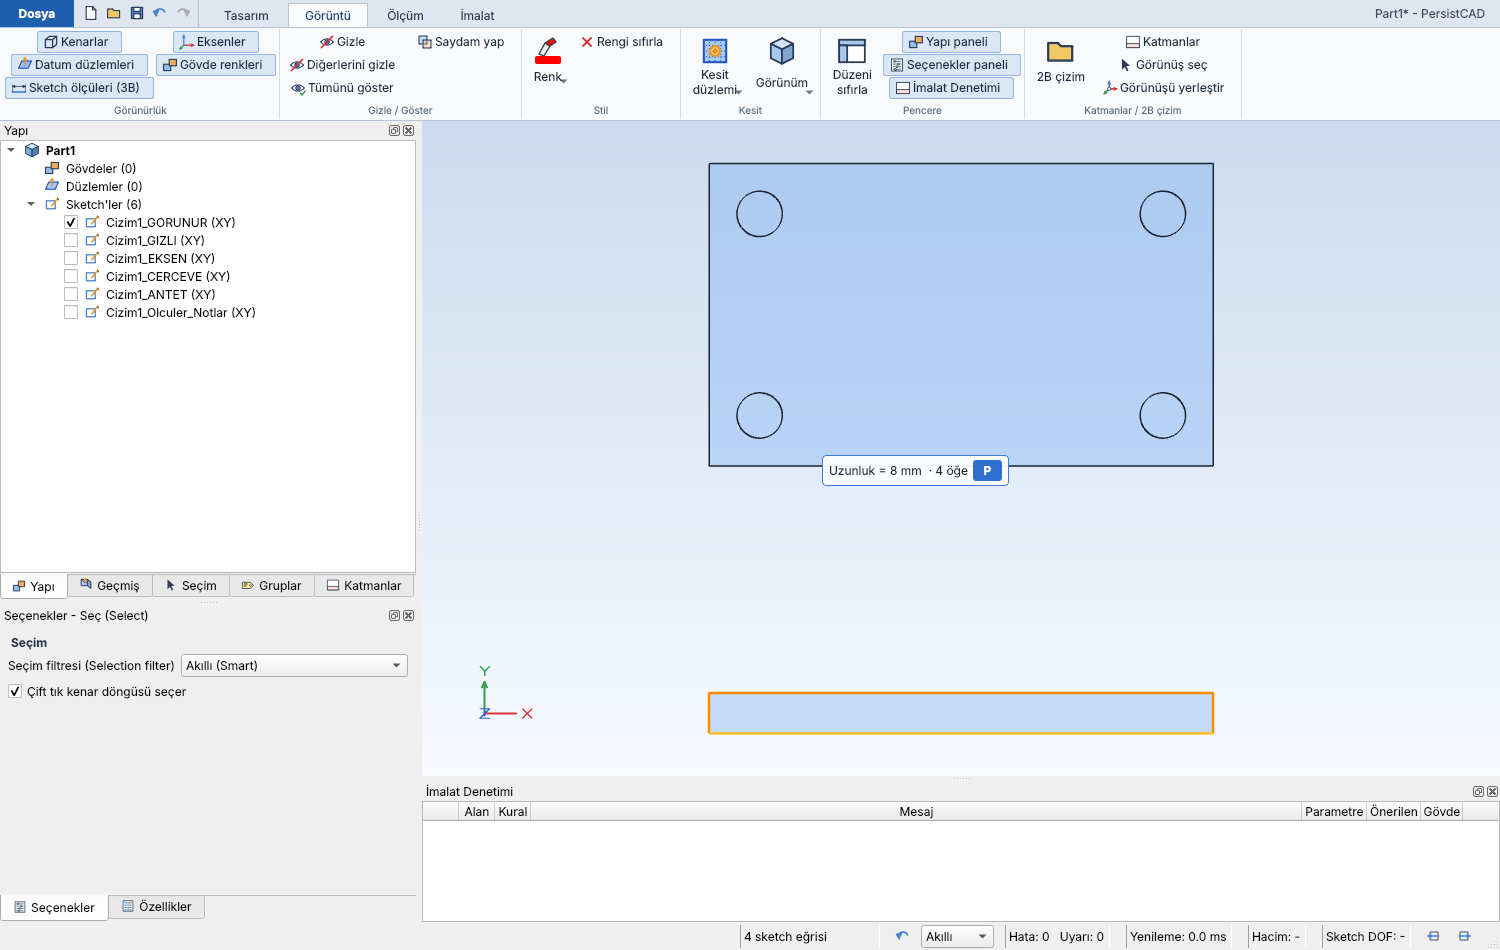 Dosya
Tasarım
Görüntü
Ölçüm
İmalat
Part1* - PersistCAD
Kenarlar
Eksenler
Datum düzlemleri
Gövde renkleri
Sketch ölçüleri (3B)
Görünürlük
Gizle
Saydam yap
Diğerlerini gizle
Tümünü göster
Gizle / Göster
Renk
Rengi sıfırla
Stil
Kesit düzlemi
Görünüm
Kesit
Düzeni sıfırla
Yapı paneli
Seçenekler paneli
İmalat Denetimi
Pencere
2B çizim
Katmanlar
Görünüş seç
Görünüşü yerleştir
Katmanlar / 2B çizim
Yapı
Part1
Gövdeler (0)
Düzlemler (0)
Sketch'ler (6)
Cizim1_GORUNUR (XY)
Cizim1_GIZLI (XY)
Cizim1_EKSEN (XY)
Cizim1_CERCEVE (XY)
Cizim1_ANTET (XY)
Cizim1_Olculer_Notlar (XY)
Yapı
Geçmiş
Seçim
Gruplar
Katmanlar
Seçenekler - Seç (Select)
Seçim
Seçim filtresi (Selection filter)
Akıllı (Smart)
Çift tık kenar döngüsü seçer
Seçenekler
Özellikler
Uzunluk = 8 mm · 4 öğe P
Y
Z
X
İmalat Denetimi
Alan Kural Mesaj Parametre Önerilen Gövde
4 sketch eğrisi
Akıllı
Hata: 0 Uyarı: 0
Yenileme: 0.0 ms
Hacim: -
Sketch DOF: -